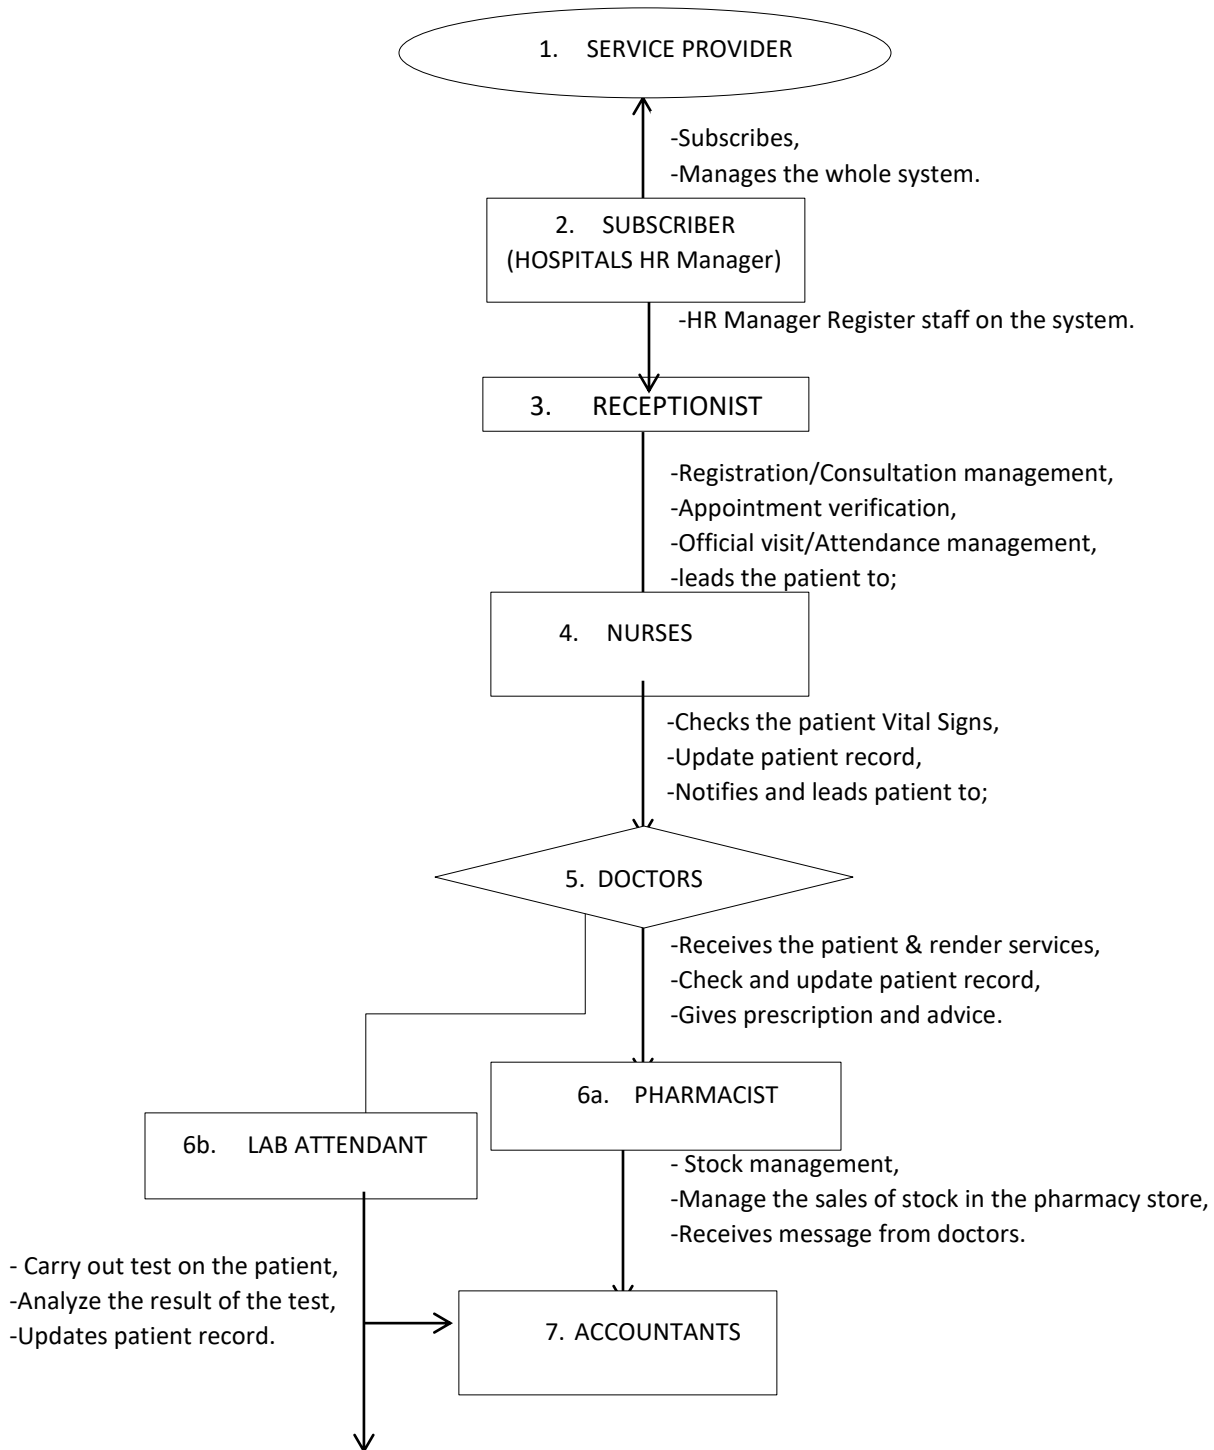 1. SERVICE PROVIDER
-Subscribes,
-Manages the whole system.
2. SUBSCRIBER
(HOSPITALS HR Manager)
-HR Manager Register staff on the system.
3. RECEPTIONIST
-Registration/Consultation management,
-Appointment verification,
-Official visit/Attendance management,
-leads the patient to;
4. NURSES
-Checks the patient Vital Signs,
-Update patient record,
-Notifies and leads patient to;
5. DOCTORS
-Receives the patient & render services,
-Check and update patient record,
-Gives prescription and advice.
6a. PHARMACIST
6b. LAB ATTENDANT
- Stock management,
-Manage the sales of stock in the pharmacy store,
-Receives message from doctors.
- Carry out test on the patient,
-Analyze the result of the test,
-Updates patient record.
7. ACCOUNTANTS